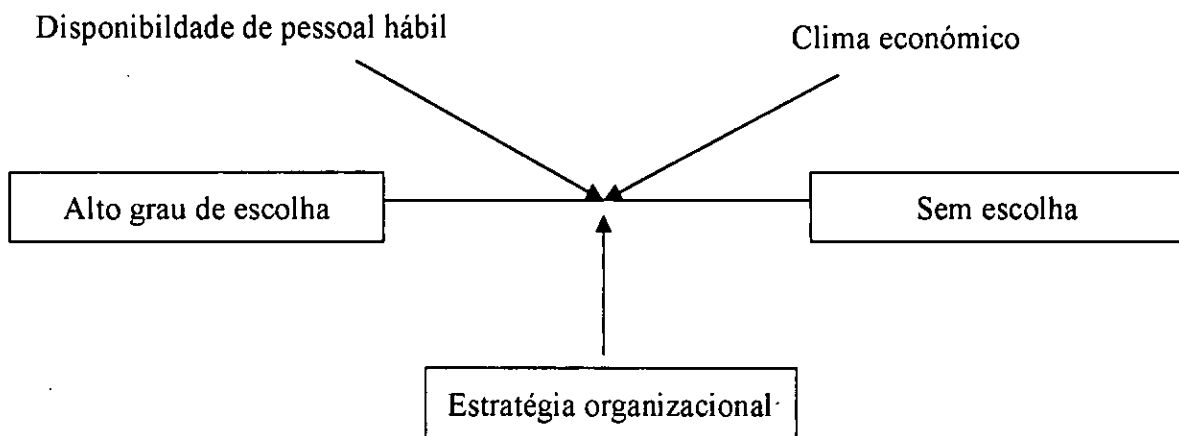 Disponibildade de pessoal hábil
Clima económico
Alto grau de escolha
Sem escolha
Estratégia organizacional